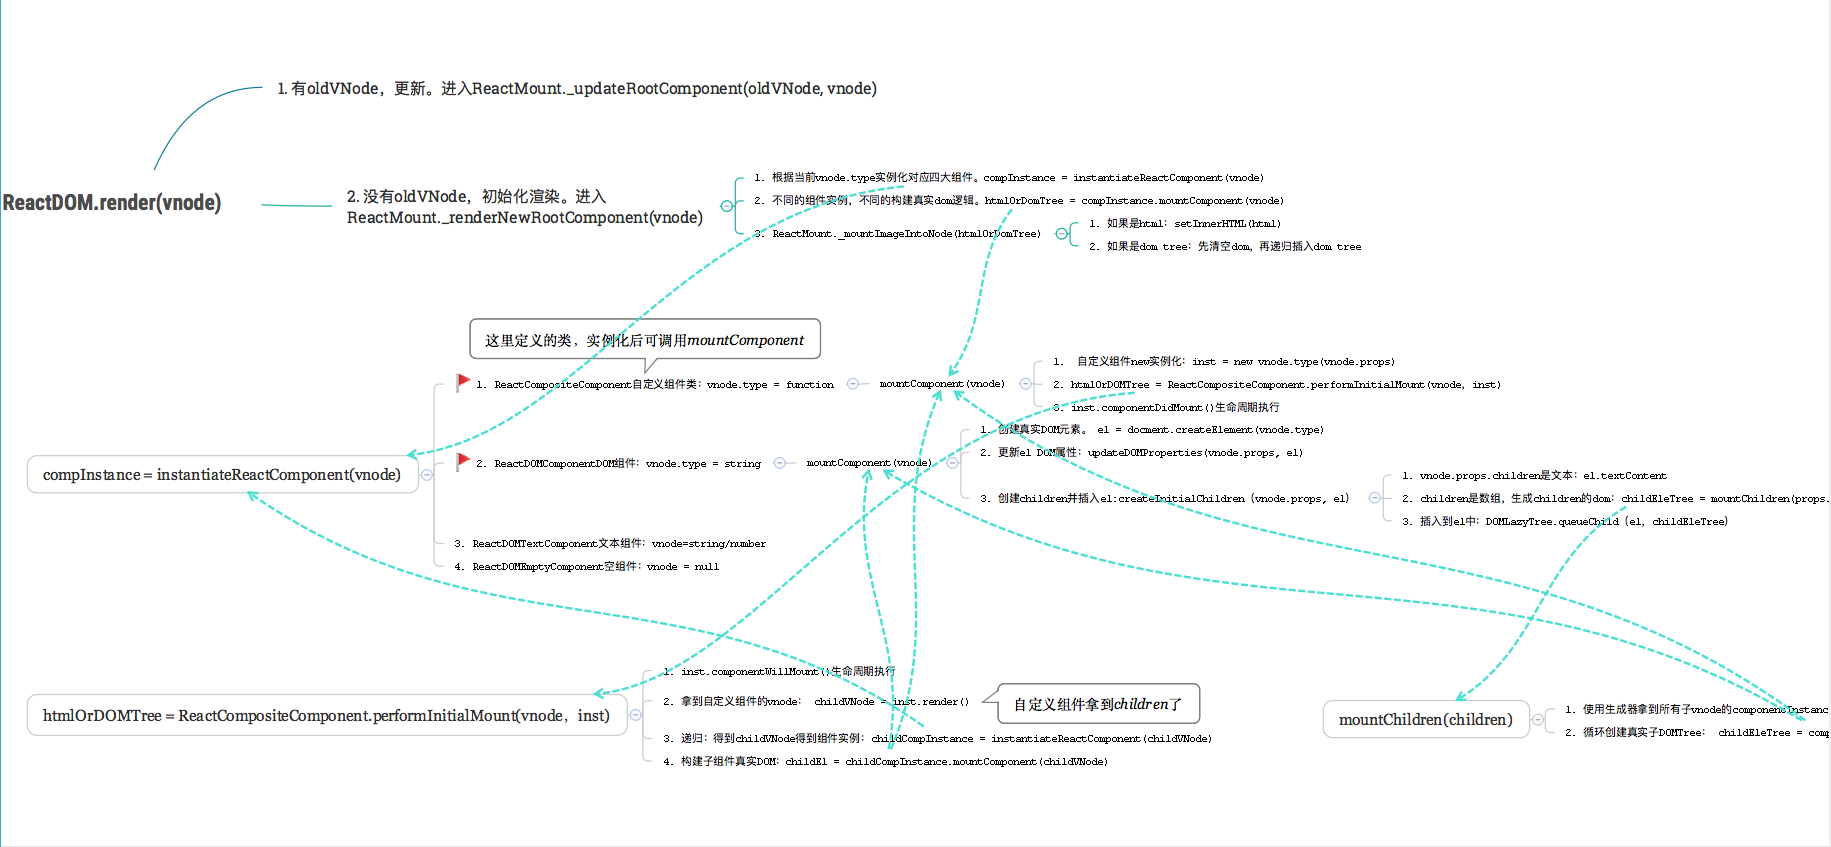 1. 有oldVNode，更新。进入ReactMount._updateRootComponent(oldVNode, vnode)
ReactDOM.render(vnode)
2. 没有oldVNode，初始化渲染。进入
ReactMount._renderNewRootComponent(vnode)
1. 根据当前vnode.type实例化对应四大组件。compInstance = instantiateReactComponent(vnode)
2. 不同的组件实例，不同的构建真实dom逻辑。htmlOrDomTree = compInstance.mountComponent(vnode)
3. ReactMount._mountImageIntoNode(htmlOrDomTree)
1. 如果是html：setInnerHTML(html)
2. 如果是dom tree：先清空dom，再递归插入dom tree
这里定义的类，实例化后可调用mountComponent
compInstance = instantiateReactComponent(vnode)
1. ReactCompositeComponent自定义组件类：vnode.type = function
mountComponent(vnode)
1. 自定义组件new实例化：inst = new vnode.type(vnode.props)
2. htmlOrDOMTree = ReactCompositeComponent.performInitialMount(vnode, inst)
3. inst.componentDidMount()生命周期执行
2. ReactDOMComponentDOM组件：vnode.type = string
mountComponent(vnode)
1. 创建真实DOM元素。 el = docment.createElement(vnode.type)
2. 更新el DOM属性：updateDOMProperties(vnode.props, el)
3. 创建children并插入el:createInitialChildren（vnode.props, el）
1. vnode.props.children是文本：el.textContent
2. children是数组，生成children的dom：childEleTree = mountChildren(props.
3. 插入到el中：DOMLazyTree.queueChild（el, childEleTree）
3. ReactDOMTextComponent文本组件：vnode=string/number
4. ReactDOMEmptyComponent空组件：vnode = null
htmlOrDOMTree = ReactCompositeComponent.performInitialMount(vnode，inst)
1. inst.componentWillMount()生命周期执行
2. 拿到自定义组件的vnode： childVNode = inst.render()
自定义组件拿到children了
3. 递归：得到childVNode得到组件实例：childCompInstance = instantiateReactComponent(childVNode)
4. 构建子组件真实DOM：childEl = childCompInstance.mountComponent(childVNode)
mountChildren(children)
1. 使用生成器拿到所有子vnode的componentInstanc
2. 循环创建真实子DOMTree： childEleTree = comp